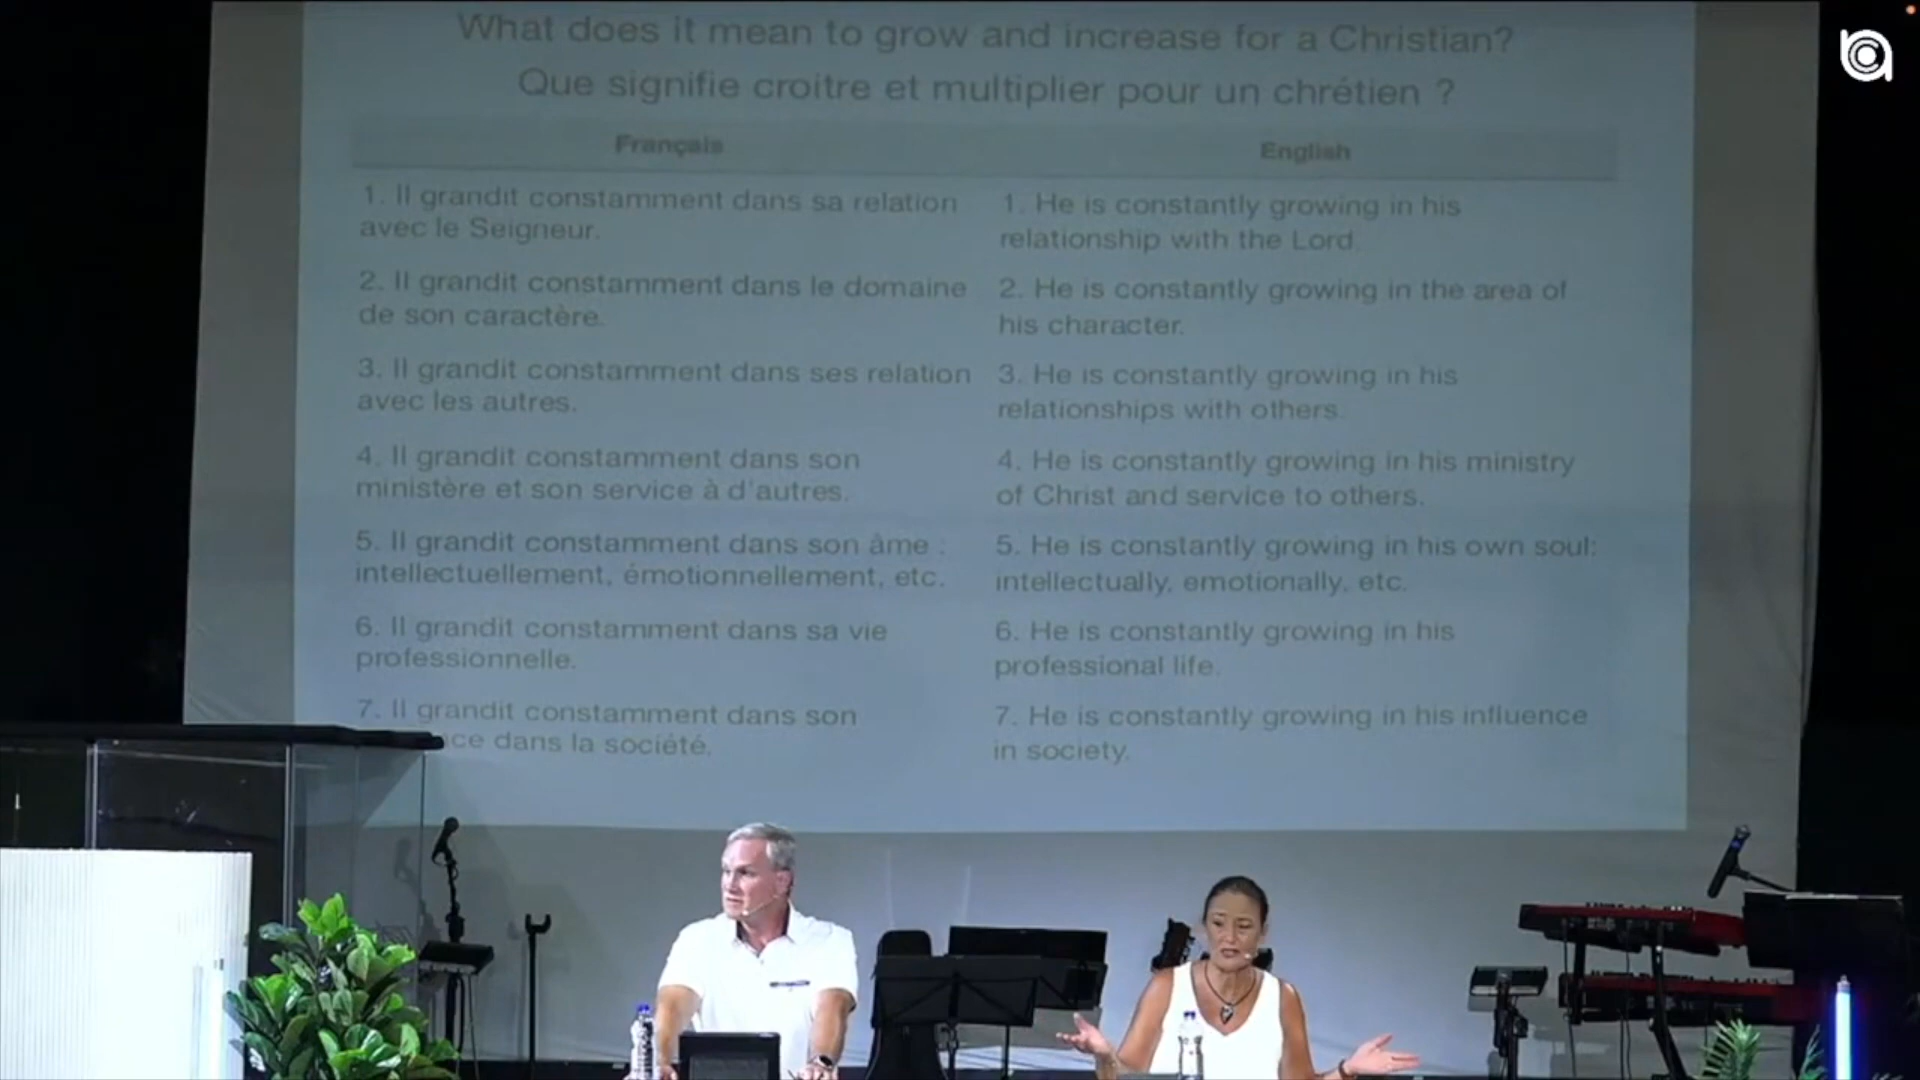 What does it mean to grow and increase for a Christian?
Que signifie croitre et multiplier pour un chrétien ?
Français
1. Il grandit constamment dans sa relation
avec le Seigneur.
2. Il grandit constamment dans le domaine
de son caractère.
3. Il grandit constamment dans ses relation
avec les autres.
4. Il grandit constamment dans son
ministère et son service à d'autres.
5. Il grandit constamment dans son âme :
intellectuellement, émotionnellement, etc.
6. Il grandit constamment dans sa vie
professionnelle.
7. Il grandit constamment dans son
dans la société.
English
1. He is constantly growing in his
relationship with the Lord.
2. He is constantly growing in the area of
his character.
3. He is constantly growing in his
relationships with others.
4. He is constantly growing in his ministry
of Christ and service to others.
5. He is constantly growing in his own soul:
intellectually, emotionally, etc.
6. He is constantly growing in his
professional life.
7. He is constantly growing in his influence
in society.